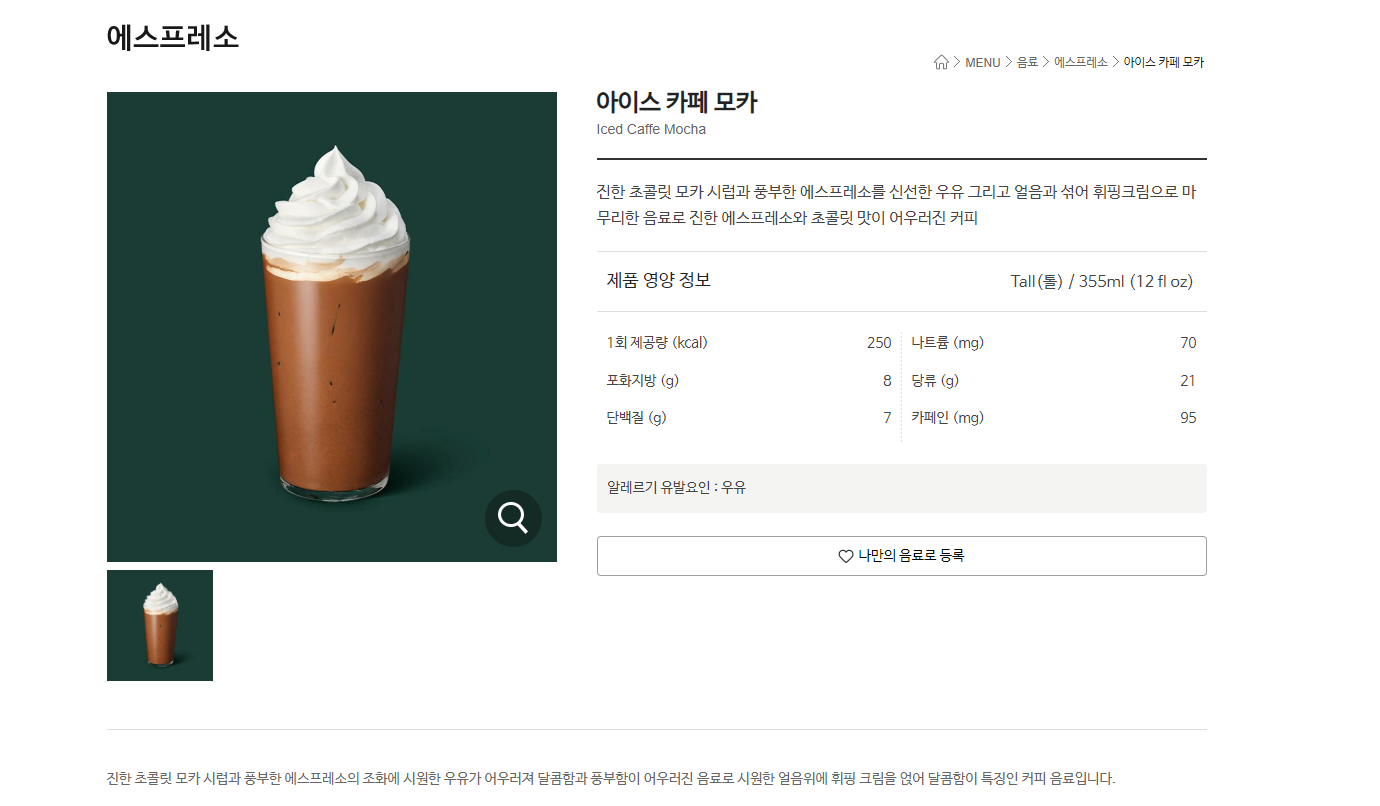 에스프레소
MENU 음료 에스프레소 아이스 카페 모카
아이스 카페 모카
Iced Caffe Mocha
진한 초콜릿 모카 시럽과 풍부한 에스프레소를 신선한 우유 그리고 얼음과 섞어 휘핑크림으로 마
무리한 음료로 진한 에스프레소와 초콜릿 맛이 어우러진 커피
제품 영양 정보 Tall(톨) / 355ml (12 fl oz)
1회 제공량 (kcal) 250 나트륨 (mg) 70
포화지방 (g) 8 당류 (g) 21
단백질 (g) 7 카페인 (mg) 95
알레르기 유발요인 : 우유
나만의 음료로 등록
진한 초콜릿 모카 시럽과 풍부한 에스프레소의 조화에 시원한 우유가 어우러져 달콤함과 풍부함이 어우러진 음료로 시원한 얼음위에 휘핑 크림을 얹어 달콤함이 특징인 커피 음료입니다.